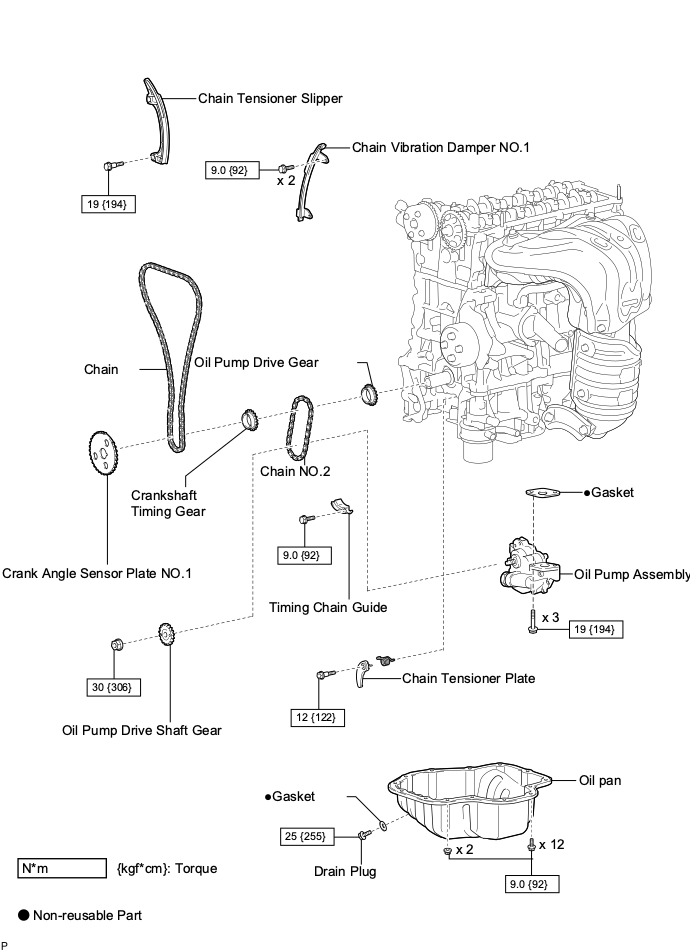 Chain Tensioner Slipper
Chain Vibration Damper NO.1
9.0 {92}
x 2
19 {194}
Oil Pump Drive Gear
Chain
Chain NO.2
Crankshaft
Timing Gear
●Gasket
9.0 {92}
Crank Angle Sensor Plate NO.1
Oil Pump Assembly
Timing Chain Guide
x 3
19 {194}
30 {306}
Chain Tensioner Plate
12 {122}
Oil Pump Drive Shaft Gear
Oil pan
●Gasket
25 {255}
x 2
x 12
Drain Plug
9.0 {92}
N*m
{kgf*cm}: Torque
● Non-reusable Part
P